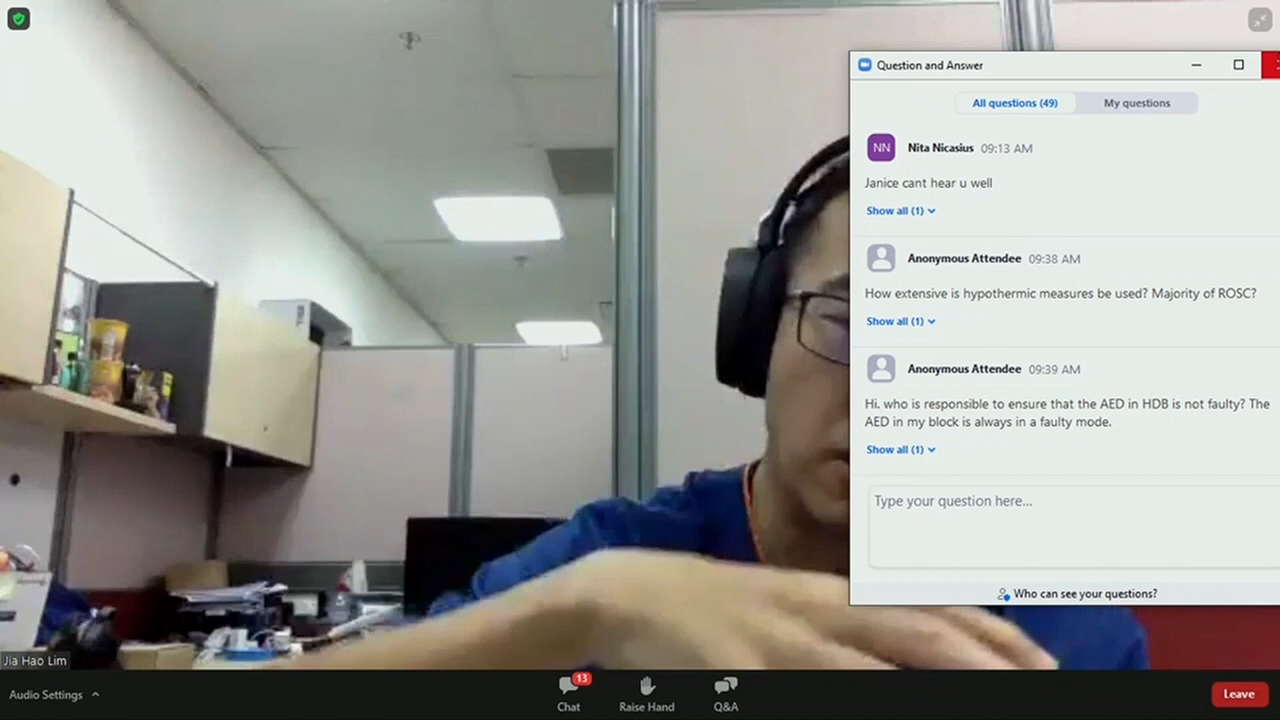 Question and Answer
All questions (49)
My questions
NN
Nita Nicasius 09:13 AM
Janice cant hear u well
Show all (1)
Anonymous Attendee 09:38 AM
How extensive is hypothermic measures be used? Majority of ROSC?
Show all (1)
Anonymous Attendee 09:39 AM
Hi. who is responsible to ensure that the AED in HDB is not faulty? The
AED in my block is always in a faulty mode.
Show all (1)
Type your question here...
Who can see your questions?
Jia Hao Lim
Audio Settings
13
Chat
Raise Hand
Q&A
Leave